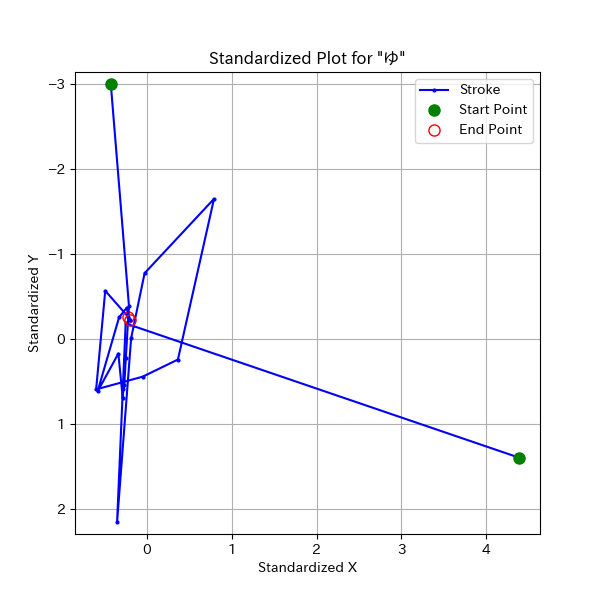 Standardized Plot for "ゆ"
Stroke
Start Point
End Point
−3
−2
−1
0
1
2
Standardized Y
0 1 2 3 4
Standardized X